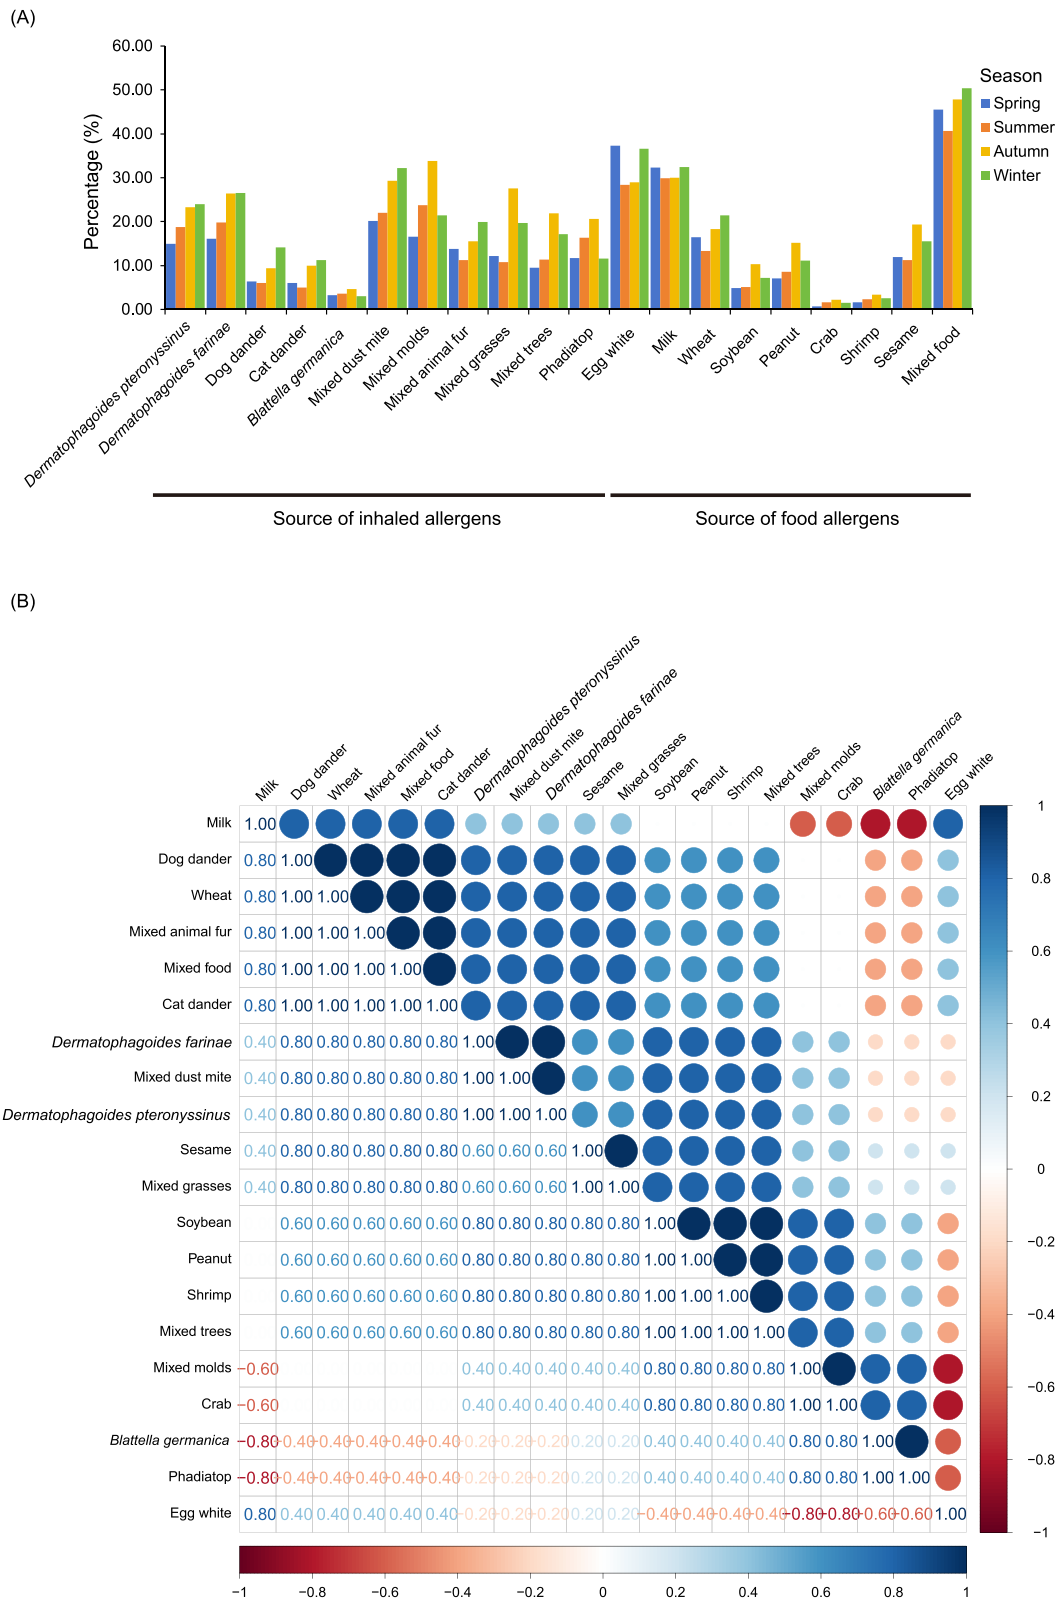 (A)
60.00
50.00
40.00
30.00
20.00
10.00
0.00
Percentage (%)
Season
Spring
Summer
Autumn
Winter
Dermatophagoides pteronyssinus
Dermatophagoides farinae
Dog dander
Cat dander
Blattella germanica
Mixed dust mite
Mixed molds
Mixed animal fur
Mixed grasses
Mixed trees
Phadiatop
Egg white
Milk
Wheat
Soybean
Peanut
Crab
Shrimp
Sesame
Mixed food
Source of inhaled allergens
Source of food allergens
(B)
Milk
Dog dander
Wheat
Mixed animal fur
Mixed food
Cat dander
Dermatophagoides pteronyssinus
Mixed dust mite
Dermatophagoides farinae
Sesame
Mixed grasses
Soybean
Peanut
Shrimp
Mixed trees
Mixed molds
Crab
Blattella germanica
Phadiatop
Egg white
Milk 1.00
Dog dander 0.80 1.00
Wheat 0.80 1.00 1.00
Mixed animal fur 0.80 1.00 1.00 1.00
Mixed food 0.80 1.00 1.00 1.00 1.00
Cat dander 0.80 1.00 1.00 1.00 1.00 1.00
Dermatophagoides farinae 0.40 0.80 0.80 0.80 0.80 0.80 1.00
Mixed dust mite 0.40 0.80 0.80 0.80 0.80 0.80 1.00 1.00
Dermatophagoides pteronyssinus 0.40 0.80 0.80 0.80 0.80 0.80 1.00 1.00 1.00
Sesame 0.40 0.80 0.80 0.80 0.80 0.80 0.60 0.60 0.60 1.00
Mixed grasses 0.40 0.80 0.80 0.80 0.80 0.80 0.60 0.60 0.60 1.00 1.00
Soybean 0.60 0.60 0.60 0.60 0.60 0.80 0.80 0.80 0.80 0.80 1.00
Peanut 0.60 0.60 0.60 0.60 0.60 0.80 0.80 0.80 0.80 0.80 1.00 1.00
Shrimp 0.60 0.60 0.60 0.60 0.60 0.80 0.80 0.80 0.80 0.80 1.00 1.00 1.00
Mixed trees 0.60 0.60 0.60 0.60 0.60 0.80 0.80 0.80 0.80 0.80 1.00 1.00 1.00 1.00
Mixed molds −0.60 0.40 0.40 0.40 0.40 0.40 0.80 0.80 0.80 0.80 1.00
Crab −0.60 0.40 0.40 0.40 0.40 0.40 0.80 0.80 0.80 0.80 1.00 1.00
Blattella germanica −0.80 −0.40 −0.40 −0.40 −0.40 −0.40 −0.20 −0.20 −0.20 0.20 0.20 0.40 0.40 0.40 0.40 0.80 0.80 1.00
Phadiatop −0.80 −0.40 −0.40 −0.40 −0.40 −0.40 −0.20 −0.20 −0.20 0.20 0.20 0.40 0.40 0.40 0.40 0.80 0.80 1.00 1.00
Egg white 0.80 0.40 0.40 0.40 0.40 0.40 −0.20 −0.20 −0.20 0.20 0.20 −0.40 −0.40 −0.40 −0.40 −0.80 −0.80 −0.60 −0.60 1.00
1
0.8
0.6
0.4
0.2
0
−0.2
−0.4
−0.6
−0.8
−1
−1 −0.8 −0.6 −0.4 −0.2 0 0.2 0.4 0.6 0.8 1